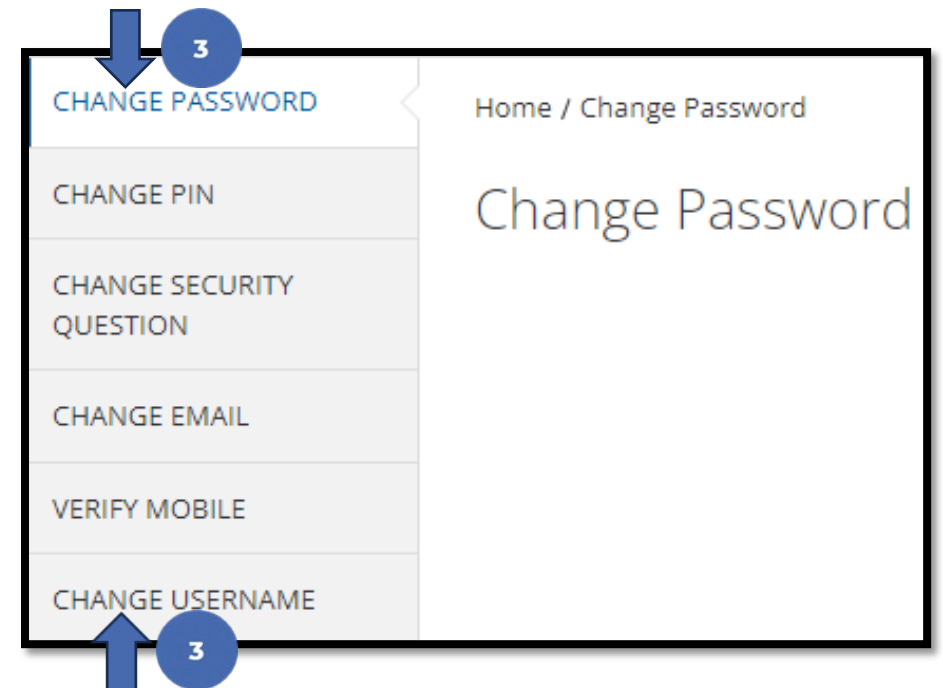 3
CHANGE PASSWORD
CHANGE PIN
CHANGE SECURITY
QUESTION
CHANGE EMAIL
VERIFY MOBILE
CHANGE USERNAME
3
Home / Change Password
Change Password